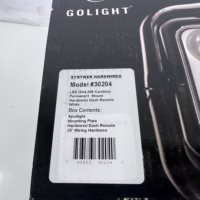 GOLIGHT
STRYKER HARDWIRED
Model #30204
Permanent Mount
Hardwired Dash Remote
White
Box Contents:
Spotlight
Mounting Plate
Hardwired Dash Remote
20' Wiring Hardness